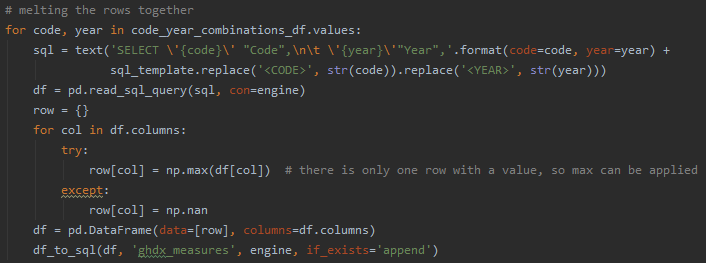 # melting the rows together
for code, year in code_year_combinations_df.values:
    sql = text('SELECT \'{code}\' "Code",\n\t \'{year}\'"Year",'.format(code=code, year=year) +
               sql_template.replace('<CODE>', str(code)).replace('<YEAR>', str(year)))
    df = pd.read_sql_query(sql, con=engine)
    row = {}
    for col in df.columns:
        try:
            row[col] = np.max(df[col])  # there is only one row with a value, so max can be applied
        except:
            row[col] = np.nan
    df = pd.DataFrame(data=[row], columns=df.columns)
    df_to_sql(df, 'ghdx_measures', engine, if_exists='append')